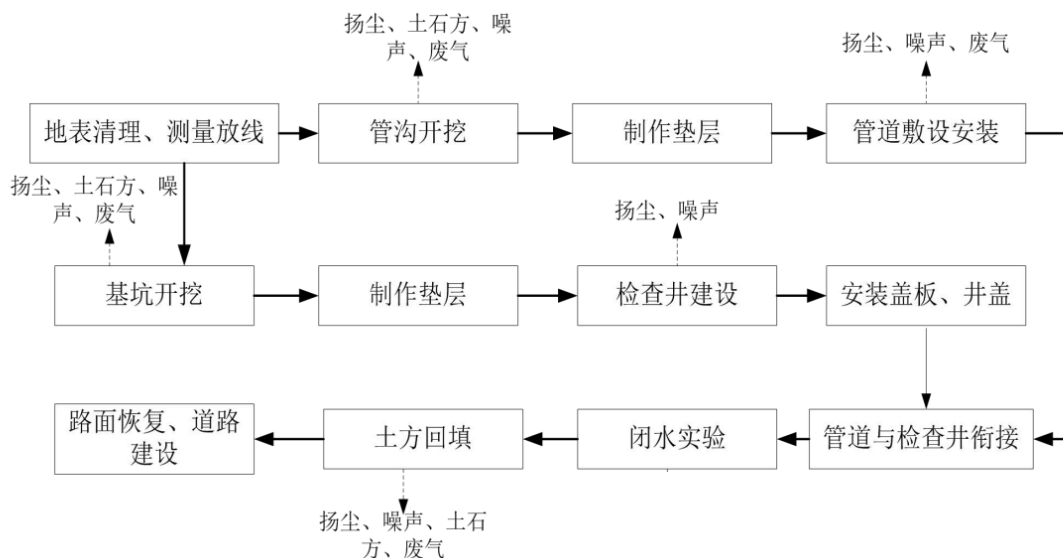 扬尘、土石方、噪
声、废气
扬尘、噪声、废气
地表清理、测量放线
管沟开挖
制作垫层
管道敷设安装
扬尘、土石方、噪
声、废气
扬尘、噪声
基坑开挖
制作垫层
检查井建设
安装盖板、井盖
路面恢复、道路
建设
土方回填
闭水实验
管道与检查井衔接
扬尘、噪声、土石
方、废气